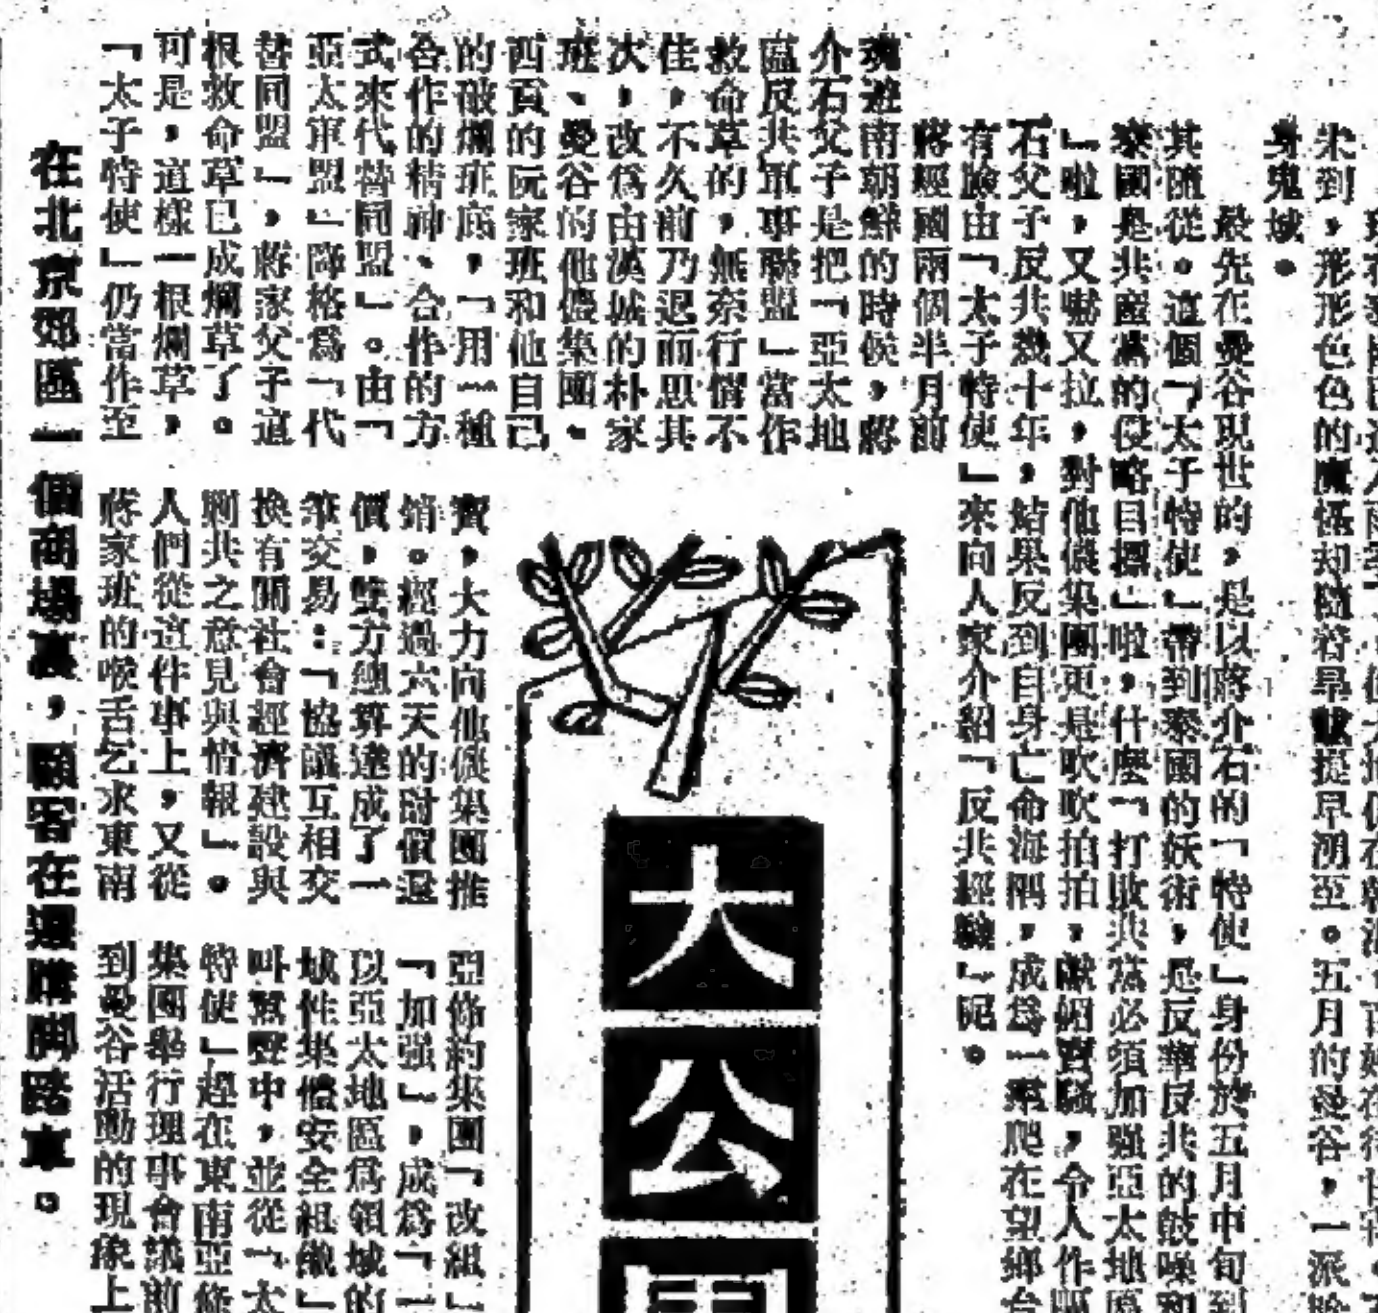 未到，形形色色的魔怪却隨着旱魃提早湧至。五月的曼谷，一派
身鬼域。
最先在曼谷現世的，是以蔣介石的「特使」身份於五月中旬到
其隨從。這個「太子特使」帶到泰國的妖術，是反華反共的鼓噪和
泰國是共產黨的侵略目標」啦，什麼「打敗共黨必須加强亞太地區
」啦，又嚇又拉，對他儂集團更是吹吹拍拍，獻媚賣騷，令人作嘔
石父子反共幾十年，結果反到自身亡命海隅，成爲一羣爬在望鄉台
有臉由「太子特使」來向人家介紹「反共經驗」呢。
蔣經國兩個半月前
魂遊南朝鮮的時候，蔣
介石父子是把「亞太地
區反共軍事聯盟」當作
救命草的，無奈行情不
佳，不久前乃退而思其
次，改爲由漢城的朴家
班、曼谷的他儂集團、
西貢的阮家班和他自己
的破爛班底，「用一種
合作的精神、合作的方
式來代替同盟」。由「
亞太軍盟」降格爲「代
替同盟」，蔣家父子這
根救命草已成爛草了。
可是，這樣一根爛草，
「太子特使」仍當作至
寶，大力向他儂集團推
銷。經過六天的討價還
價，雙方總算達成了一
筆交易：「協議互相交
換有關社會經濟建設與
剿共之意見與情報」。
人們從這件事上，又從
蔣家班的喉舌乞求東南
亞條約集團「改組」
「加强」，成爲「一
以亞太地區爲領域的
域性集體安全組織」
叫囂聲中，並從「太
特使」趕在東南亞條
集團舉行理事會議前
到曼谷活動的現象上
大公
在北京郊區一個商場裏，顧客在選購脚踏車。